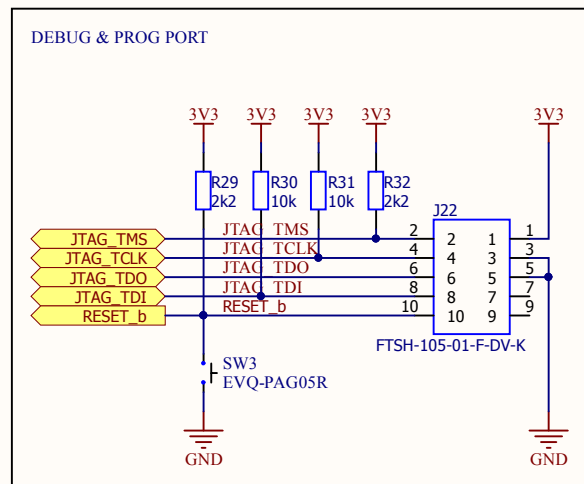 DEBUG & PROG PORT
3V3 3V3 3V3 3V3 3V3
R29 R30 R31 R32
2k2 10k 10k 2k2
J22
JTAG_TMS JTAG_TMS 2 2 1 1
JTAG_TCLK JTAG_TCLK 4 4 3 3
JTAG_TDO JTAG_TDO 6 6 5 5
JTAG_TDI JTAG_TDI 8 8 7 7
RESET_b RESET_b 10 10 9 9
FTSH-105-01-F-DV-K
SW3
EVQ-PAG05R
GND GND